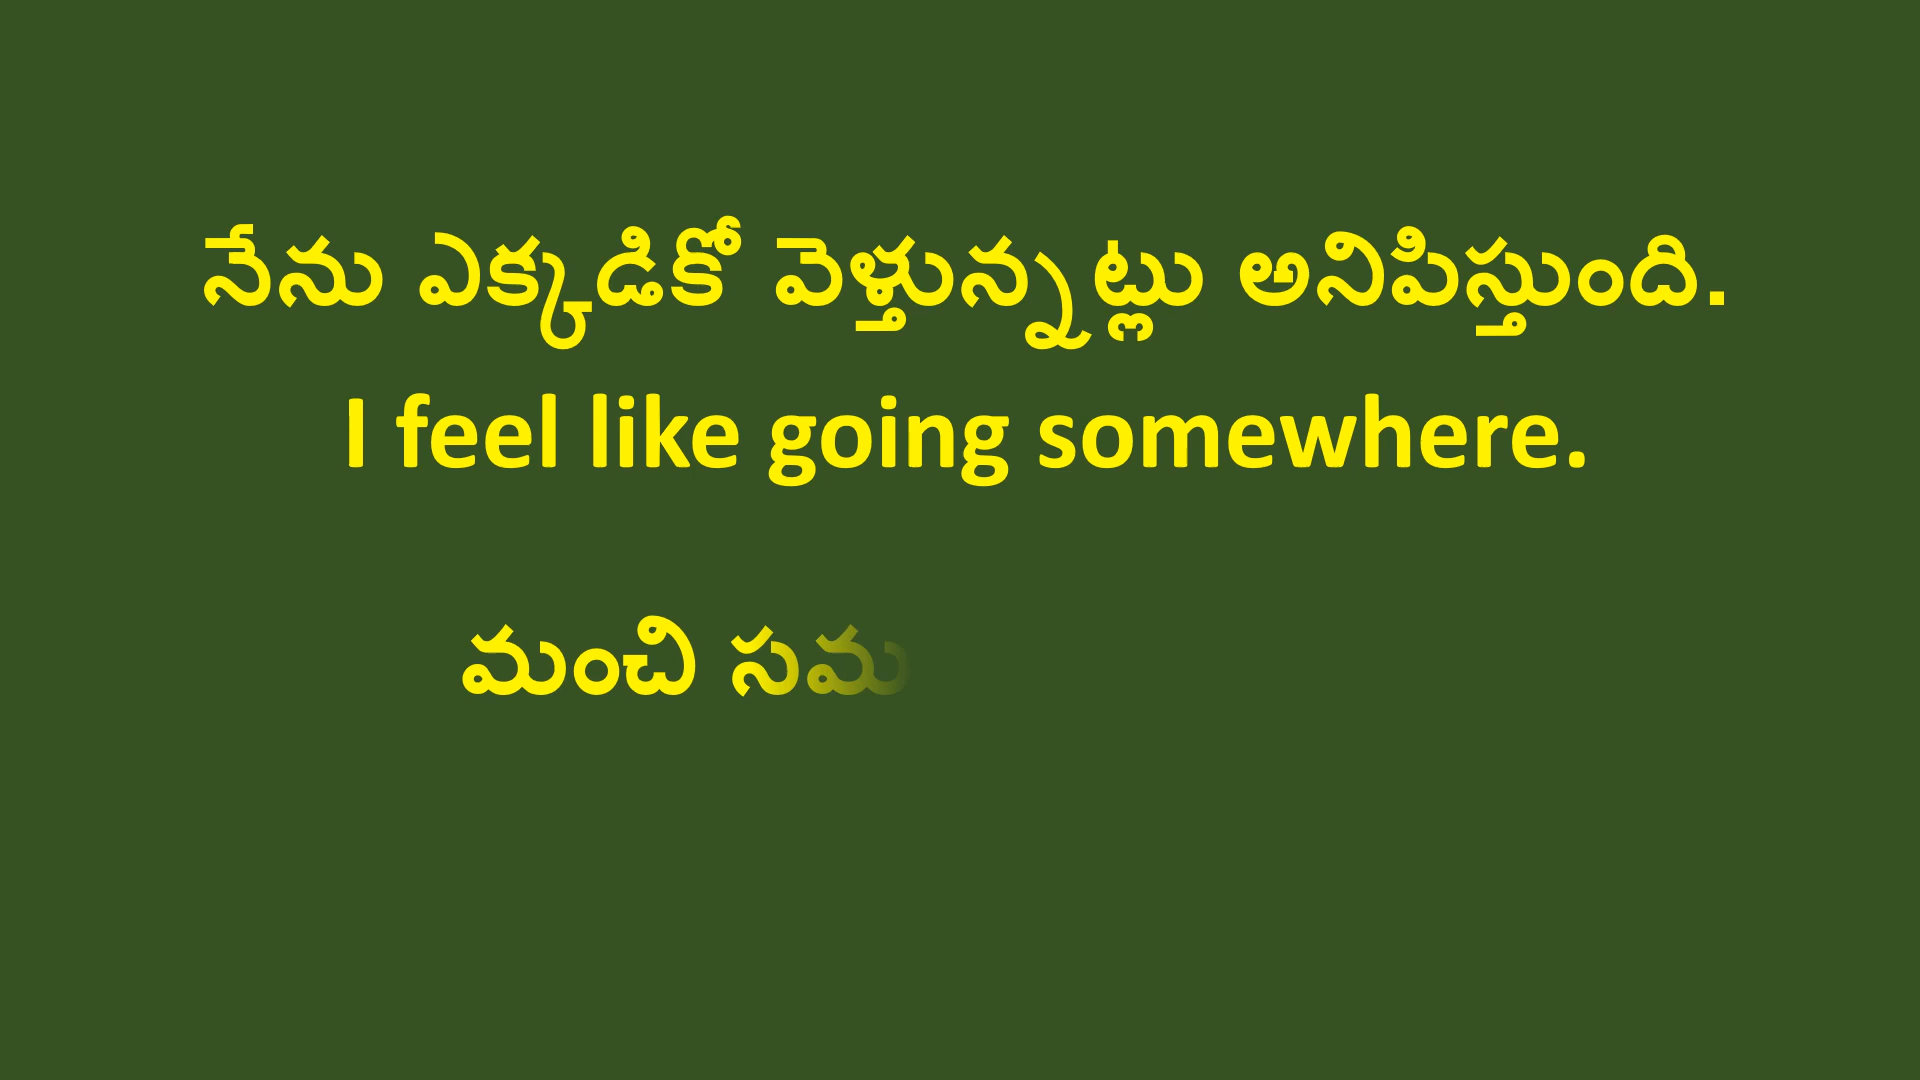 నేను ఎక్కడికో వెళ్తున్నట్లు అనిపిస్తుంది.
I feel like going somewhere.
మంచి సమ